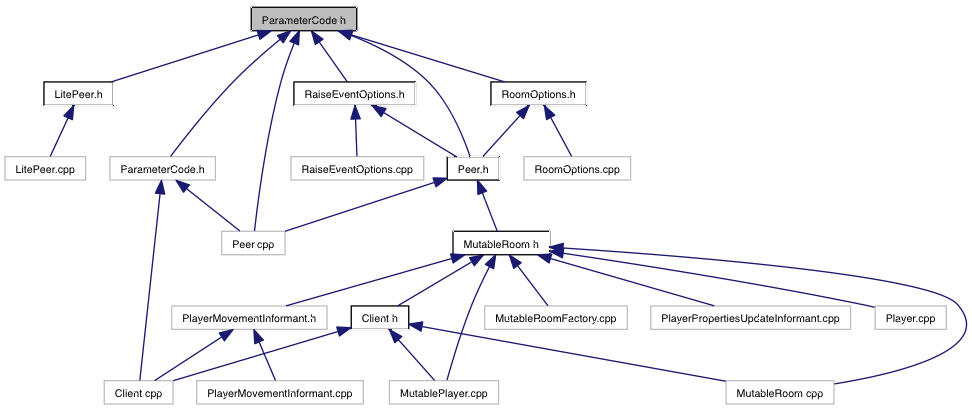 ParameterCode.h
LitePeer.h
RaiseEventOptions.h
RoomOptions.h
LitePeer.cpp
ParameterCode.h
RaiseEventOptions.cpp
Peer.h
RoomOptions.cpp
Peer.cpp
MutableRoom.h
PlayerMovementInformant.h
Client.h
MutableRoomFactory.cpp
PlayerPropertiesUpdateInformant.cpp
Player.cpp
Client.cpp
PlayerMovementInformant.cpp
MutablePlayer.cpp
MutableRoom.cpp